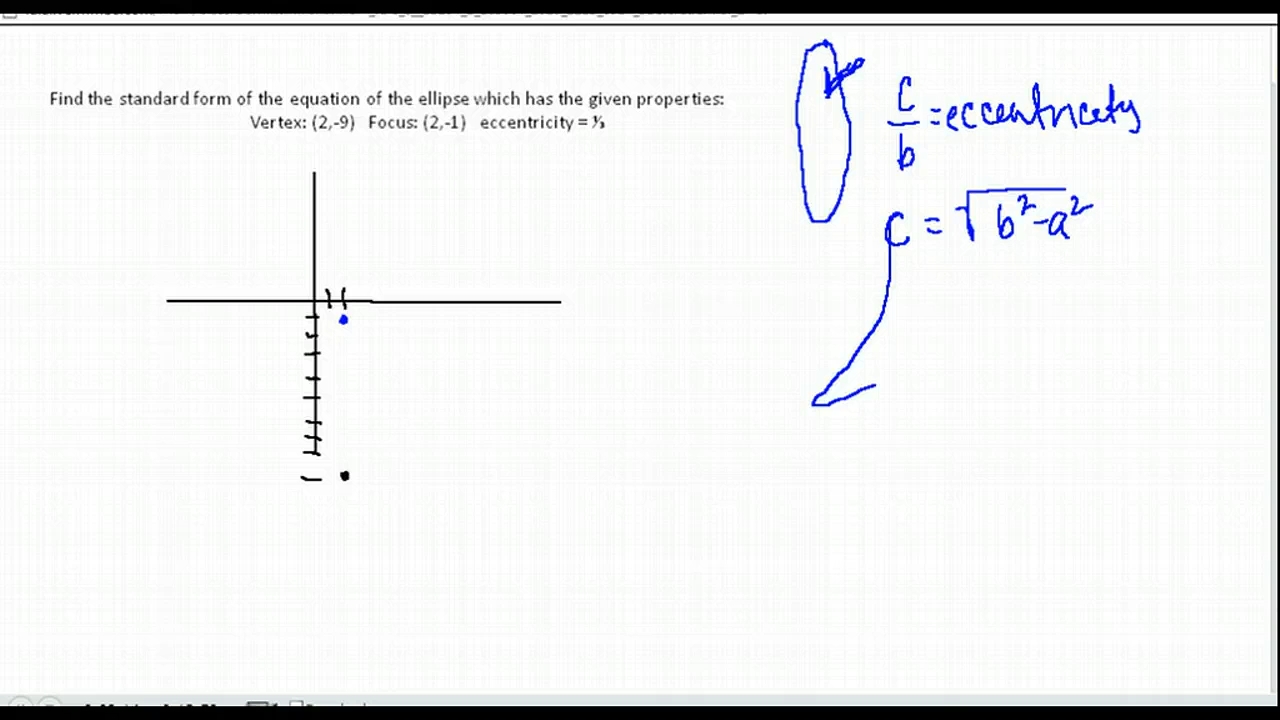 Find the standard form of the equation of the ellipse which has the given properties:
Vertex: (2,-9) Focus: (2,-1) eccentricity = ⅓
c/b = eccentricity
c = √b²-a²